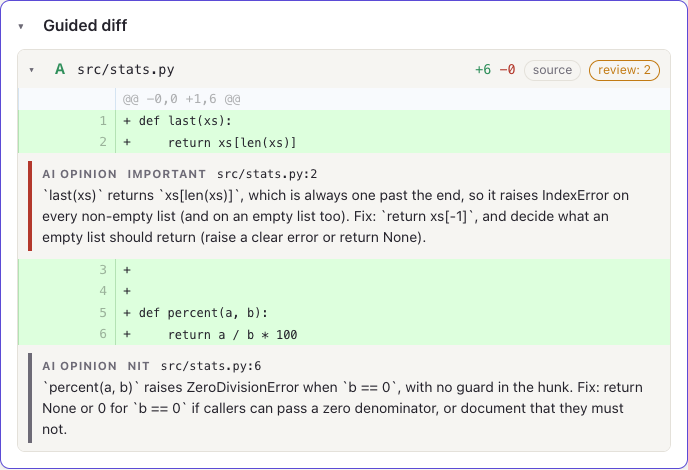 Guided diff
A src/stats.py +6 −0 source review: 2
@@ −0,0 +1,6 @@
1 + def last(xs):
2 +     return xs[len(xs)]
AI OPINION IMPORTANT src/stats.py:2
`last(xs)` returns `xs[len(xs)]`, which is always one past the end, so it raises IndexError on
every non-empty list (and on an empty list too). Fix: `return xs[-1]`, and decide what an
empty list should return (raise a clear error or return None).
3 +
4 +
5 + def percent(a, b):
6 +     return a / b * 100
AI OPINION NIT src/stats.py:6
`percent(a, b)` raises ZeroDivisionError when `b == 0`, with no guard in the hunk. Fix: return
None or 0 for `b == 0` if callers can pass a zero denominator, or document that they must
not.